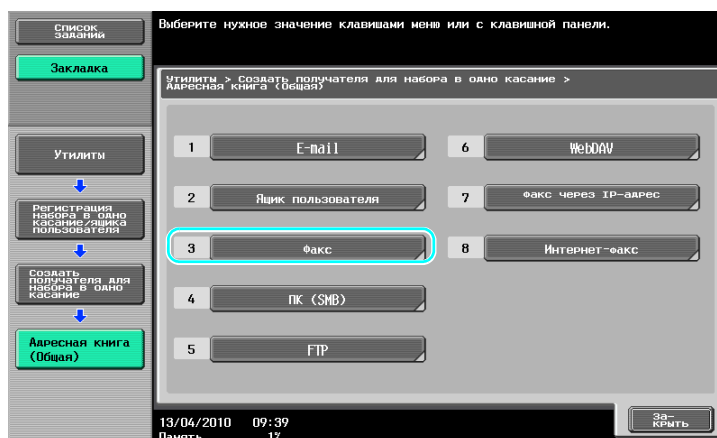 Список
заданий
Выберите нужное значение клавишами меню или с клавишной панели.
Закладка
Утилиты > Создать получателя для набора в одно касание >
Адресная книга (Общая)
1 E-mail
6 WebDAV
Утилиты
2 Ящик пользователя
7 Факс через IP-адрес
Регистрация
набора в одно
касание/ящика
пользователя
3 Факс
8 Интернет-факс
Создать
получателя для
набора в одно
касание
4 ПК (SMB)
Адресная книга
(Общая)
5 FTP
13/04/2010 09:39
Память 1%
За-
крыть